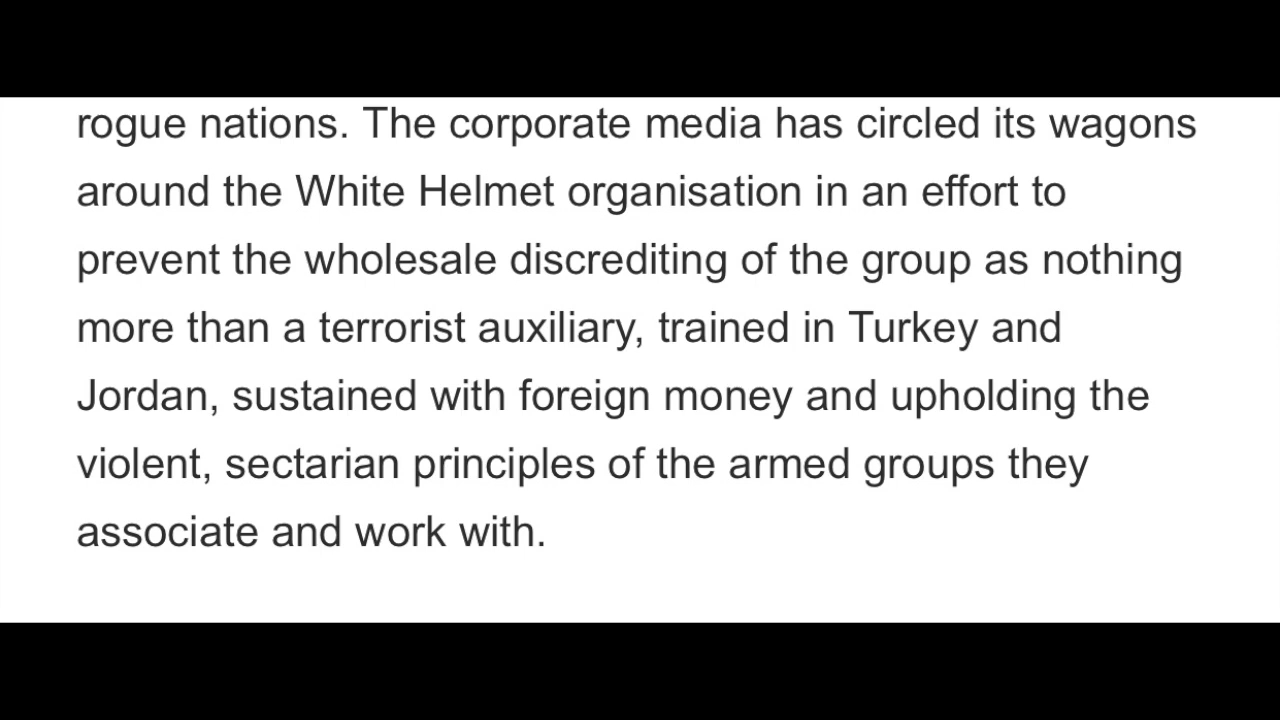 rogue nations. The corporate media has circled its wagons
around the White Helmet organisation in an effort to
prevent the wholesale discrediting of the group as nothing
more than a terrorist auxiliary, trained in Turkey and
Jordan, sustained with foreign money and upholding the
violent, sectarian principles of the armed groups they
associate and work with.